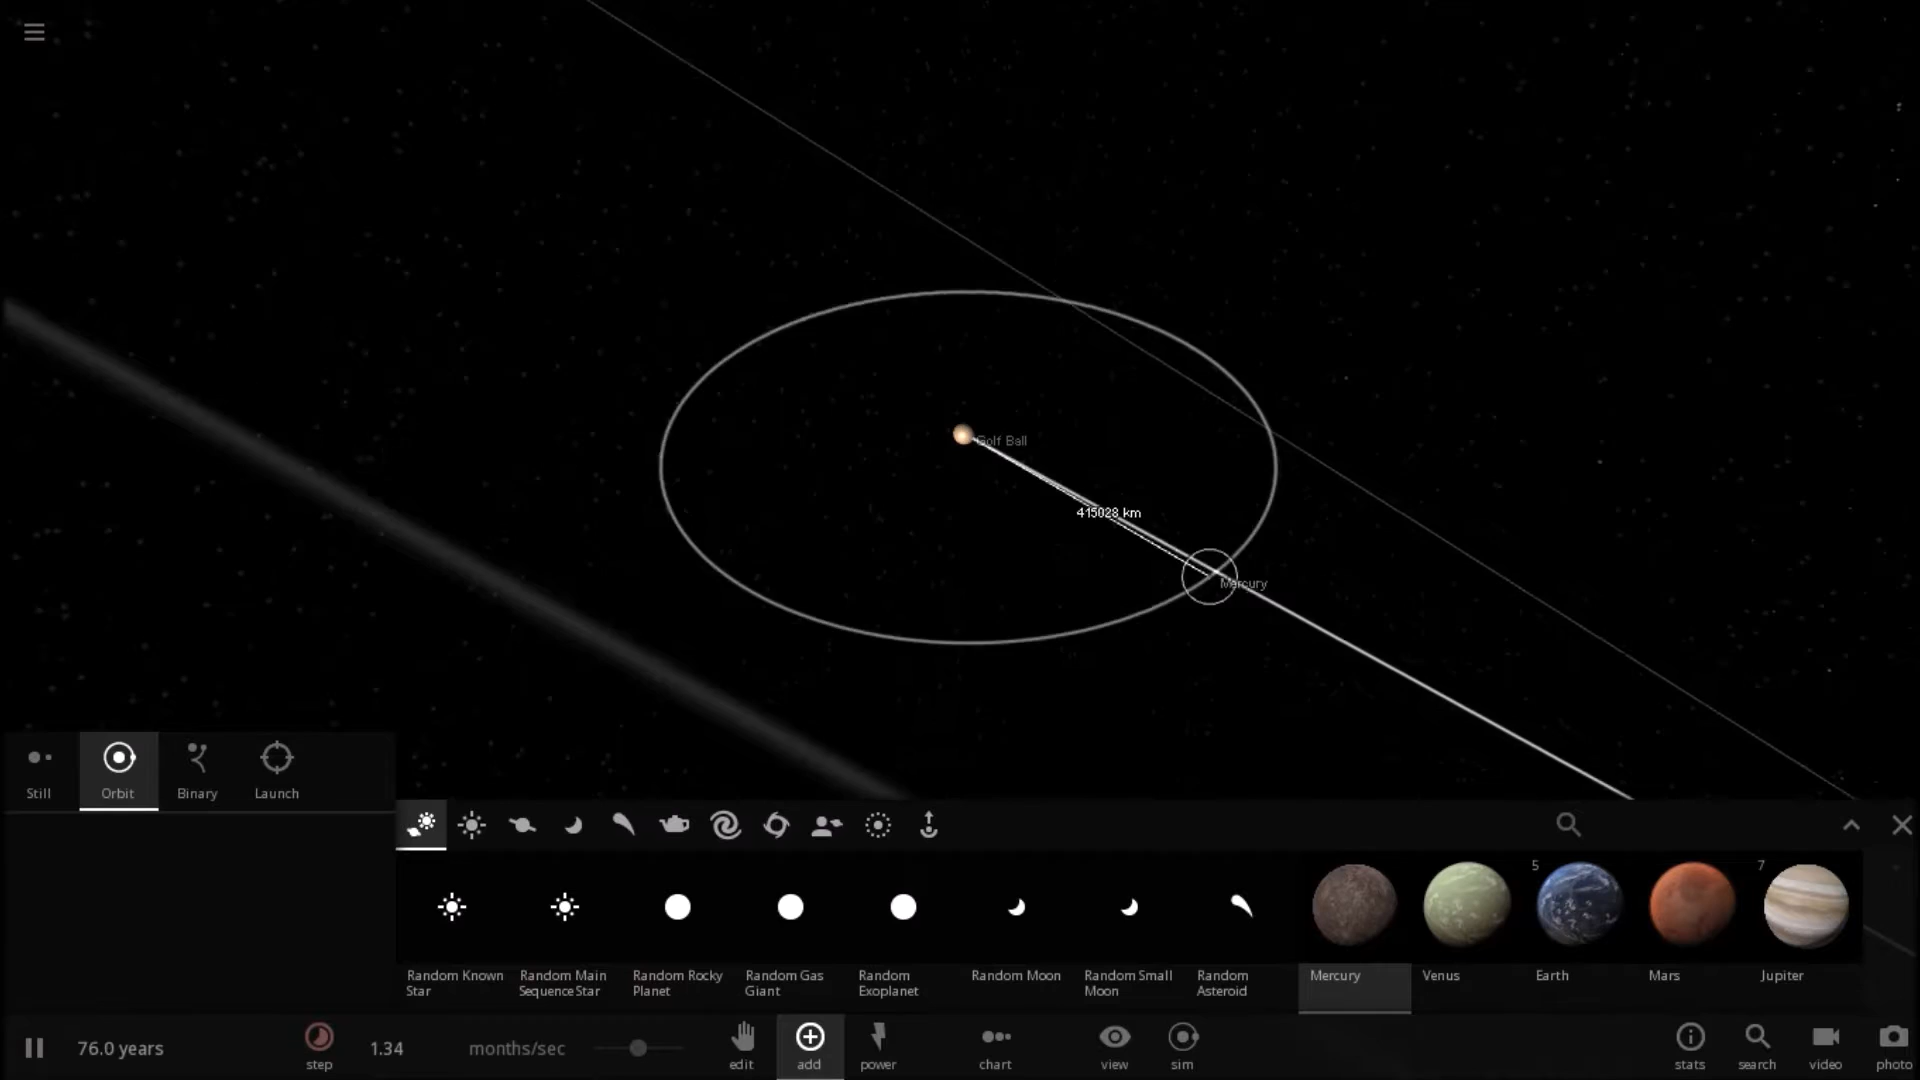 Golf Ball
415028 km
Mercury
Still
Orbit
Binary
Launch
5
7
Random Known
Star
Random Main
Sequence Star
Random Rocky
Planet
Random Gas
Giant
Random
Exoplanet
Random Moon
Random Small
Moon
Random
Asteroid
Mercury
Venus
Earth
Mars
Jupiter
76.0 years
step
1.34
months/sec
edit
add
power
chart
view
sim
stats
search
video
photo